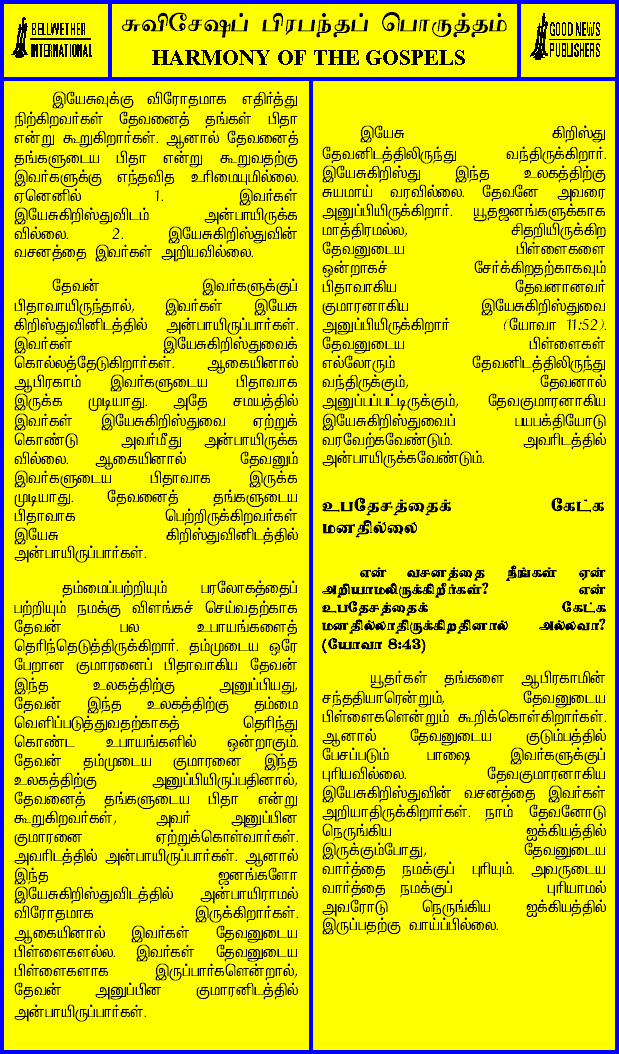 BELLWETHER
INTERNATIONAL
சுவிசேஷப் பிரபந்தப் பொருத்தம்
HARMONY OF THE GOSPELS
GOOD NEWS
PUBLISHERS
இயேசுவுக்கு விரோதமாக எதிர்த்து
நிற்கிறவர்கள் தேவனைத் தங்கள் பிதா
என்று கூறுகிறார்கள். ஆனால் தேவனைத்
தங்களுடைய பிதா என்று கூறுவதற்கு
இவர்களுக்கு எந்தவித உரிமையுமில்லை.
ஏனெனில் 1. இவர்கள்
இயேசுகிறிஸ்துவிடம் அன்பாயிருக்க
வில்லை. 2. இயேசுகிறிஸ்துவின்
வசனத்தை இவர்கள் அறியவில்லை.
தேவன் இவர்களுக்குப்
பிதாவாயிருந்தால், இவர்கள் இயேசு
கிறிஸ்துவினிடத்தில் அன்பாயிருப்பார்கள்.
இவர்கள் இயேசுகிறிஸ்துவைக்
கொல்லத்தேடுகிறார்கள். ஆகையினால்
ஆபிரகாம் இவர்களுடைய பிதாவாக
இருக்க முடியாது. அதே சமயத்தில்
இவர்கள் இயேசுகிறிஸ்துவை ஏற்றுக்
கொண்டு அவர்மீது அன்பாயிருக்க
வில்லை. ஆகையினால் தேவனும்
இவர்களுடைய பிதாவாக இருக்க
முடியாது. தேவனைத் தங்களுடைய
பிதாவாக பெற்றிருக்கிறவர்கள்
இயேசு கிறிஸ்துவினிடத்தில்
அன்பாயிருப்பார்கள்.
தம்மைப்பற்றியும் பரலோகத்தைப்
பற்றியும் நமக்கு விளங்கச் செய்வதற்காக
தேவன் பல உபாயங்களைத்
தெரிந்தெடுத்திருக்கிறார். தம்முடைய ஒரே
பேறான குமாரனைப் பிதாவாகிய தேவன்
இந்த உலகத்திற்கு அனுப்பியது,
தேவன் இந்த உலகத்திற்கு தம்மை
வெளிப்படுத்துவதற்காகத் தெரிந்து
கொண்ட உபாயங்களில் ஒன்றாகும்.
தேவன் தம்முடைய குமாரனை இந்த
உலகத்திற்கு அனுப்பியிருப்பதினால்,
தேவனைத் தங்களுடைய பிதா என்று
கூறுகிறவர்கள், அவர் அனுப்பின
குமாரனை ஏற்றுக்கொள்வார்கள்.
அவரிடத்தில் அன்பாயிருப்பார்கள். ஆனால்
இந்த ஜனங்களோ
இயேசுகிறிஸ்துவிடத்தில் அன்பாயிராமல்
விரோதமாக இருக்கிறார்கள்.
ஆகையினால் இவர்கள் தேவனுடைய
பிள்ளைகளல்ல. இவர்கள் தேவனுடைய
பிள்ளைகளாக இருப்பார்களென்றால்,
தேவன் அனுப்பின குமாரனிடத்தில்
அன்பாயிருப்பார்கள்.
இயேசு கிறிஸ்து
தேவனிடத்திலிருந்து வந்திருக்கிறார்.
இயேசுகிறிஸ்து இந்த உலகத்திற்கு
சுயமாய் வரவில்லை. தேவனே அவரை
அனுப்பியிருக்கிறார். யூதஜனங்களுக்காக
மாத்திரமல்ல, சிதறியிருக்கிற
தேவனுடைய பிள்ளைகளை
ஒன்றாகச் சேர்க்கிறதற்காகவும்
பிதாவாகிய தேவனானவர்
குமாரனாகிய இயேசுகிறிஸ்துவை
அனுப்பியிருக்கிறார் (யோவா 11:52).
தேவனுடைய பிள்ளைகள்
எல்லோரும் தேவனிடத்திலிருந்து
வந்திருக்கும், தேவனால்
அனுப்பப்பட்டிருக்கும், தேவகுமாரனாகிய
இயேசுகிறிஸ்துவைப் பயபக்தியோடு
வரவேற்கவேண்டும். அவரிடத்தில்
அன்பாயிருக்கவேண்டும்.
உபதேசத்தைக் கேட்க
மனதில்லை
என் வசனத்தை நீங்கள் ஏன்
அறியாமலிருக்கிறீர்கள்? என்
உபதேசத்தைக் கேட்க
மனதில்லாதிருக்கிறதினால் அல்லவா?
(யோவா 8:43)
யூதர்கள் தங்களை ஆபிரகாமின்
சந்ததியாரென்றும், தேவனுடைய
பிள்ளைகளென்றும் கூறிக்கொள்கிறார்கள்.
ஆனால் தேவனுடைய குடும்பத்தில்
பேசப்படும் பாஷை இவர்களுக்குப்
புரியவில்லை. தேவகுமாரனாகிய
இயேசுகிறிஸ்துவின் வசனத்தை இவர்கள்
அறியாதிருக்கிறார்கள். நாம் தேவனோடு
நெருங்கிய ஐக்கியத்தில்
இருக்கும்போது, தேவனுடைய
வார்த்தை நமக்குப் புரியும். அவருடைய
வார்த்தை நமக்குப் புரியாமல்
அவரோடு நெருங்கிய ஐக்கியத்தில்
இருப்பதற்கு வாய்ப்பில்லை.